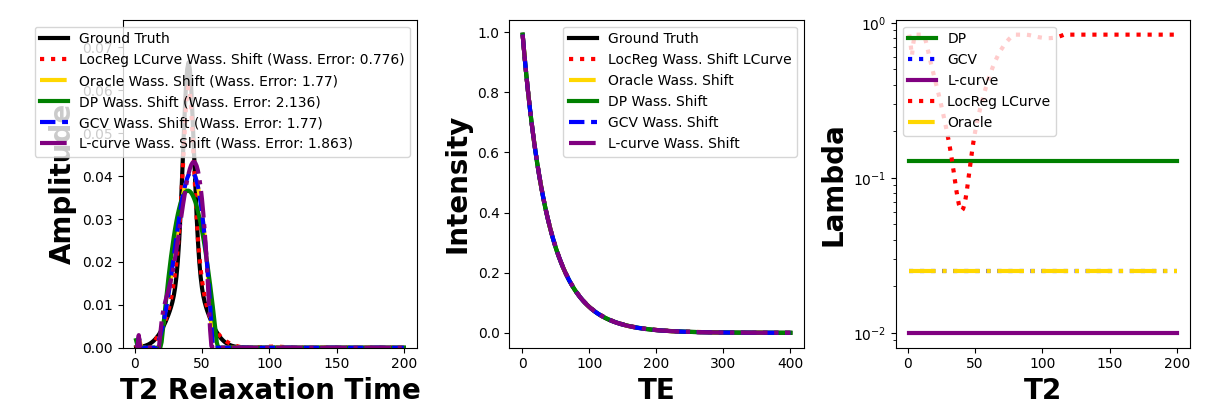 Amplitude
0.07
0.06
0.05
0.04
0.03
0.02
0.01
0.00
Ground Truth
LocReg LCurve Wass. Shift (Wass. Error: 0.776)
Oracle Wass. Shift (Wass. Error: 1.77)
DP Wass. Shift (Wass. Error: 2.136)
GCV Wass. Shift (Wass. Error: 1.77)
L-curve Wass. Shift (Wass. Error: 1.863)
0 50 100 150 200
T2 Relaxation Time
Intensity
1.0
0.8
0.6
0.4
0.2
0.0
Ground Truth
LocReg Wass. Shift LCurve
Oracle Wass. Shift
DP Wass. Shift
GCV Wass. Shift
L-curve Wass. Shift
0 100 200 300 400
TE
Lambda
10⁰
10⁻¹
10⁻²
DP
GCV
L-curve
LocReg LCurve
Oracle
0 50 100 150 200
T2